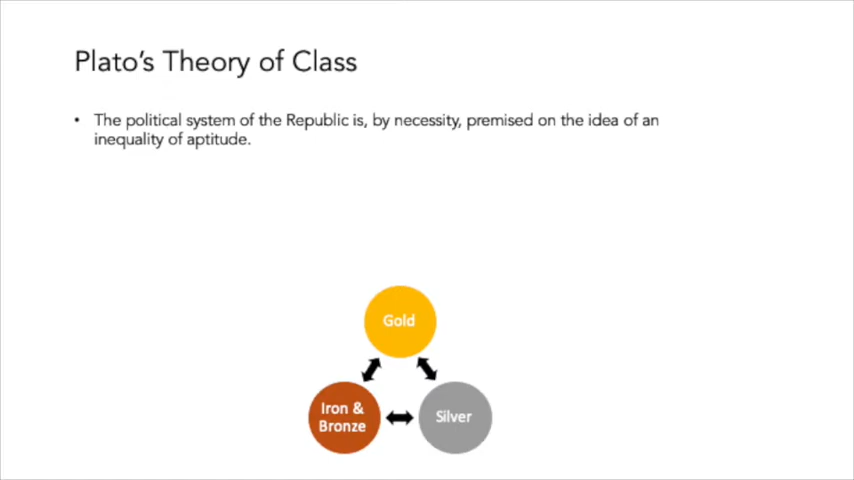 Plato's Theory of Class
• The political system of the Republic is, by necessity, premised on the idea of an
inequality of aptitude.
Gold
Iron &
Bronze
Silver